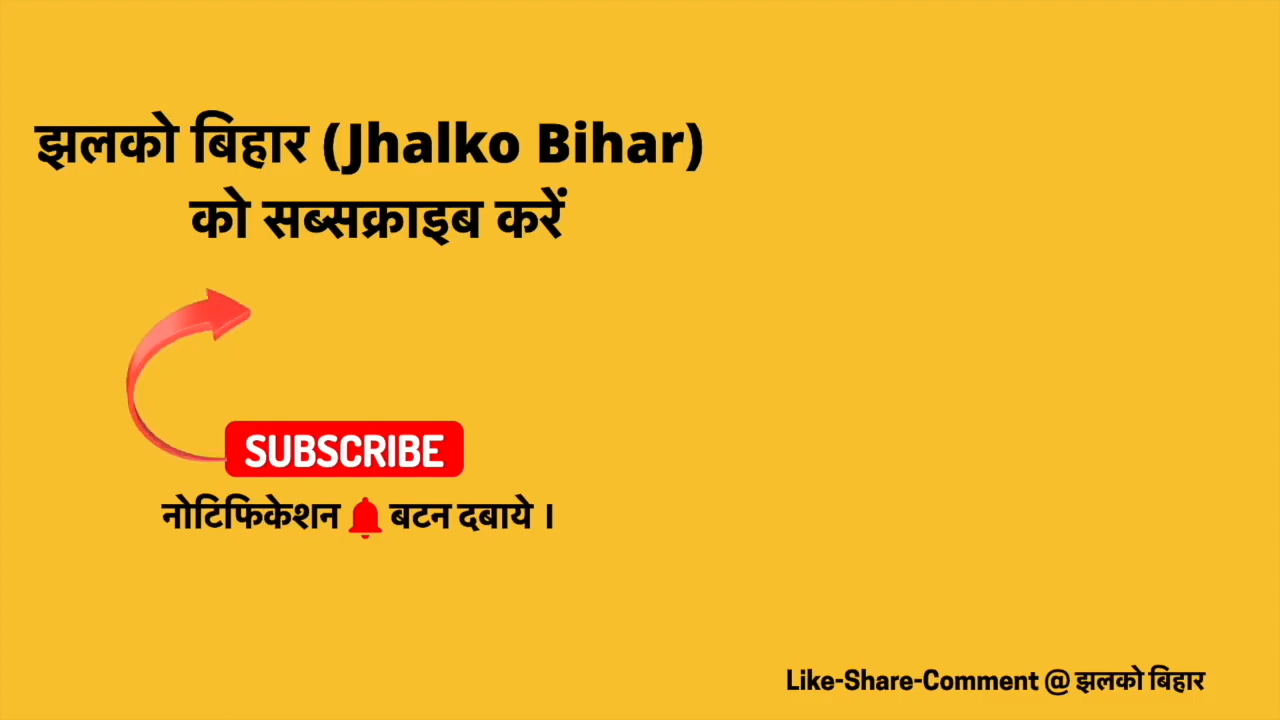 झलको बिहार (Jhalko Bihar)
को सब्सक्राइब करें
SUBSCRIBE
नोटिफिकेशन बटन दबाये ।
Like-Share-Comment @ झलको बिहार